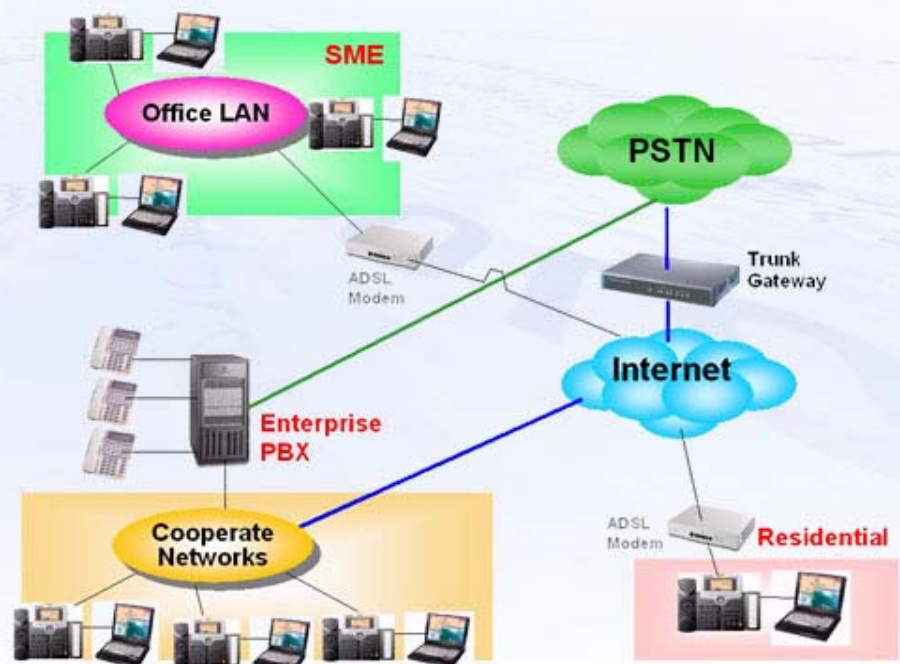 SME
Office LAN
PSTN
ADSL
Modem
Trunk
Gateway
Internet
Enterprise
PBX
Cooperate
Networks
ADSL
Modem
Residential